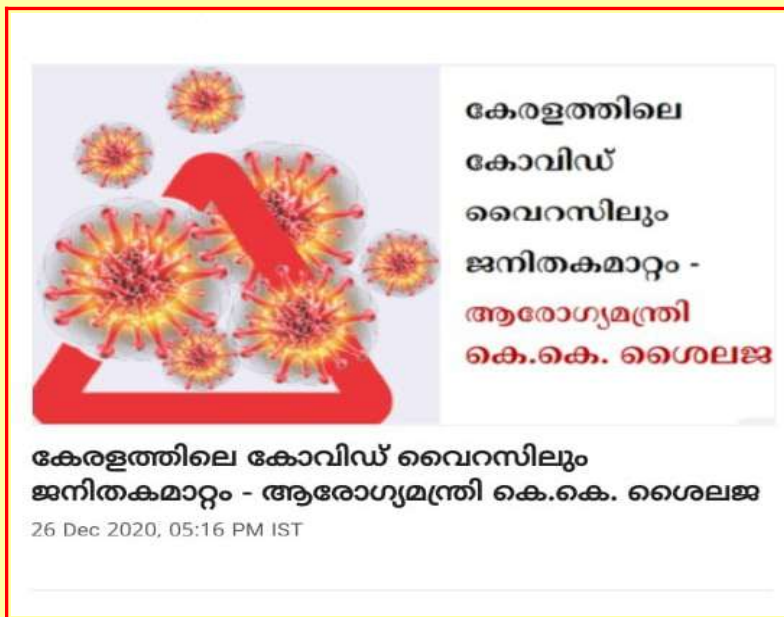 കേരളത്തിലെ
കോവിഡ്
വൈറസിലും
ജനിതകമാറ്റം -
ആരോഗ്യമന്ത്രി
കെ.കെ. ശൈലജ
കേരളത്തിലെ കോവിഡ് വൈറസിലും
ജനിതകമാറ്റം - ആരോഗ്യമന്ത്രി കെ.കെ. ശൈലജ
26 Dec 2020, 05:16 PM IST